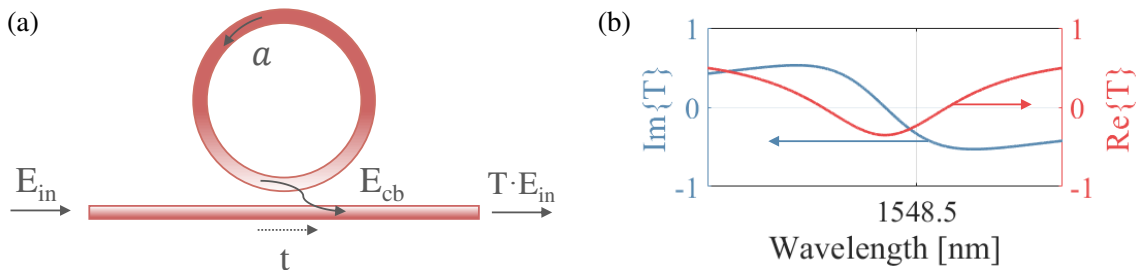 (a)
a
E_in
E_cb
T·E_in
t
(b)
1
0
-1
Im{T}
1
0
-1
Re{T}
1548.5
Wavelength [nm]